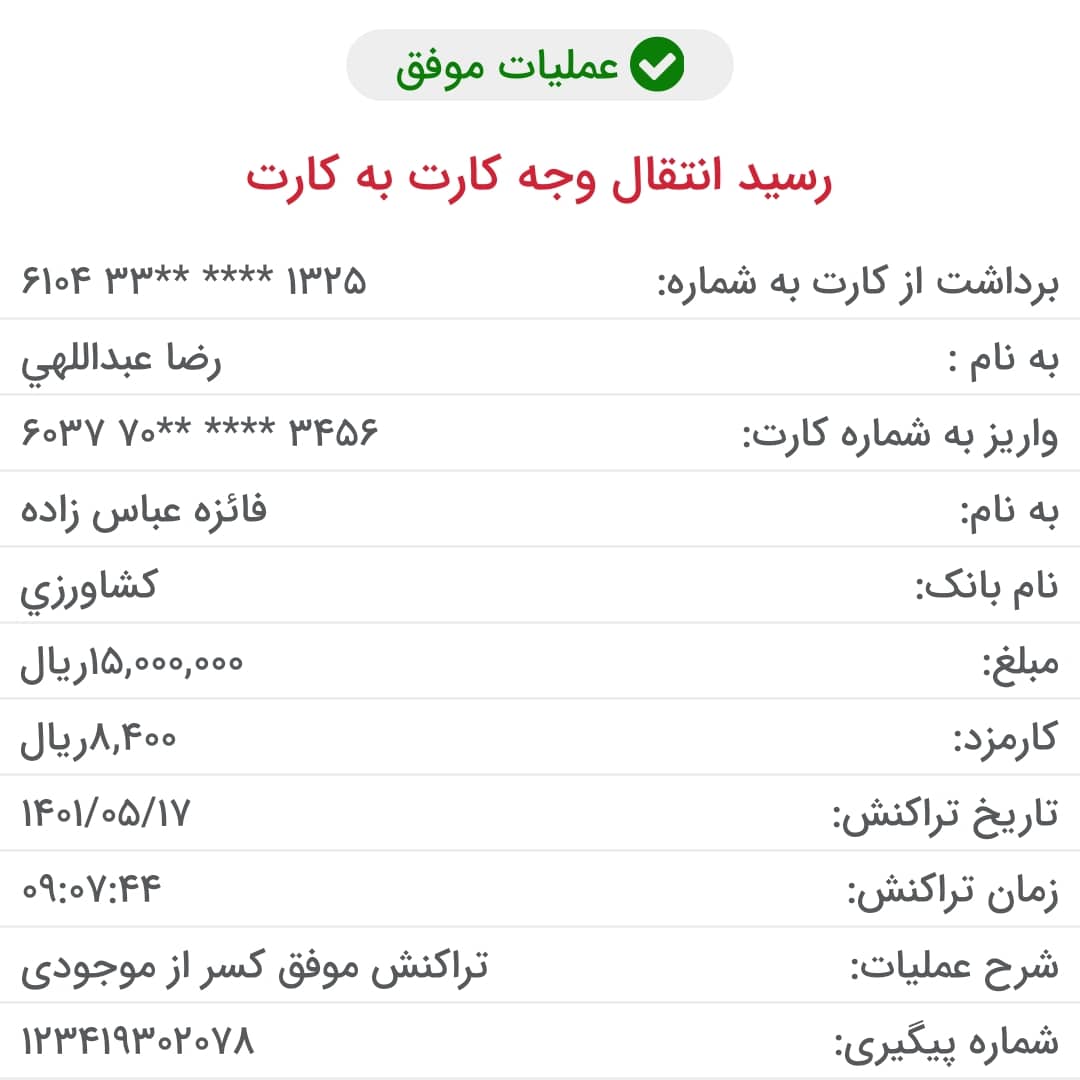 عملیات موفق
رسید انتقال وجه کارت به کارت
برداشت از کارت به شماره: ۶۱۰۴ ۳۳** **** ۱۳۲۵
به نام : رضا عبداللهي
واریز به شماره کارت: ۶۰۳۷ ۷۰** **** ۳۴۵۶
به نام: فائزه عباس زاده
نام بانک: کشاورزي
مبلغ: ۱۵,۰۰۰,۰۰۰ریال
کارمزد: ۸,۴۰۰ریال
تاریخ تراکنش: ۱۴۰۱/۰۵/۱۷
زمان تراکنش: ۰۹:۰۷:۴۴
شرح عملیات: تراکنش موفق کسر از موجودی
شماره پیگیری: ۱۲۳۴۱۹۳۰۲۰۷۸